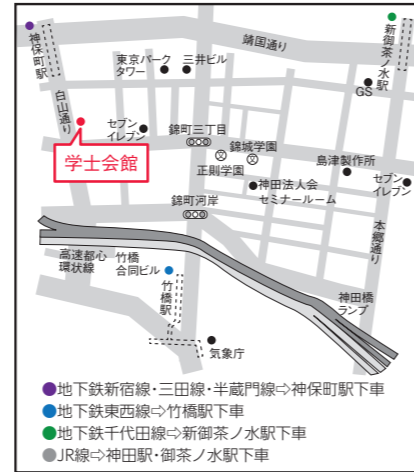 神保町駅
靖国通り
新御茶ノ水駅
東京パーク
タワー
三井ビル
GS
白山通り
セブン
イレブン
錦町三丁目
錦城学園
正則学園
島津製作所
学士会館
神田法人会
セミナールーム
セブン
イレブン
錦町河岸
本郷通り
高速都心
環状線
竹橋
合同ビル
竹橋駅
神田橋
ランプ
気象庁
●地下鉄新宿線・三田線・半蔵門線⇨神保町駅下車
●地下鉄東西線⇨竹橋駅下車
●地下鉄千代田線⇨新御茶ノ水駅下車
●JR線⇨神田駅・御茶ノ水駅下車